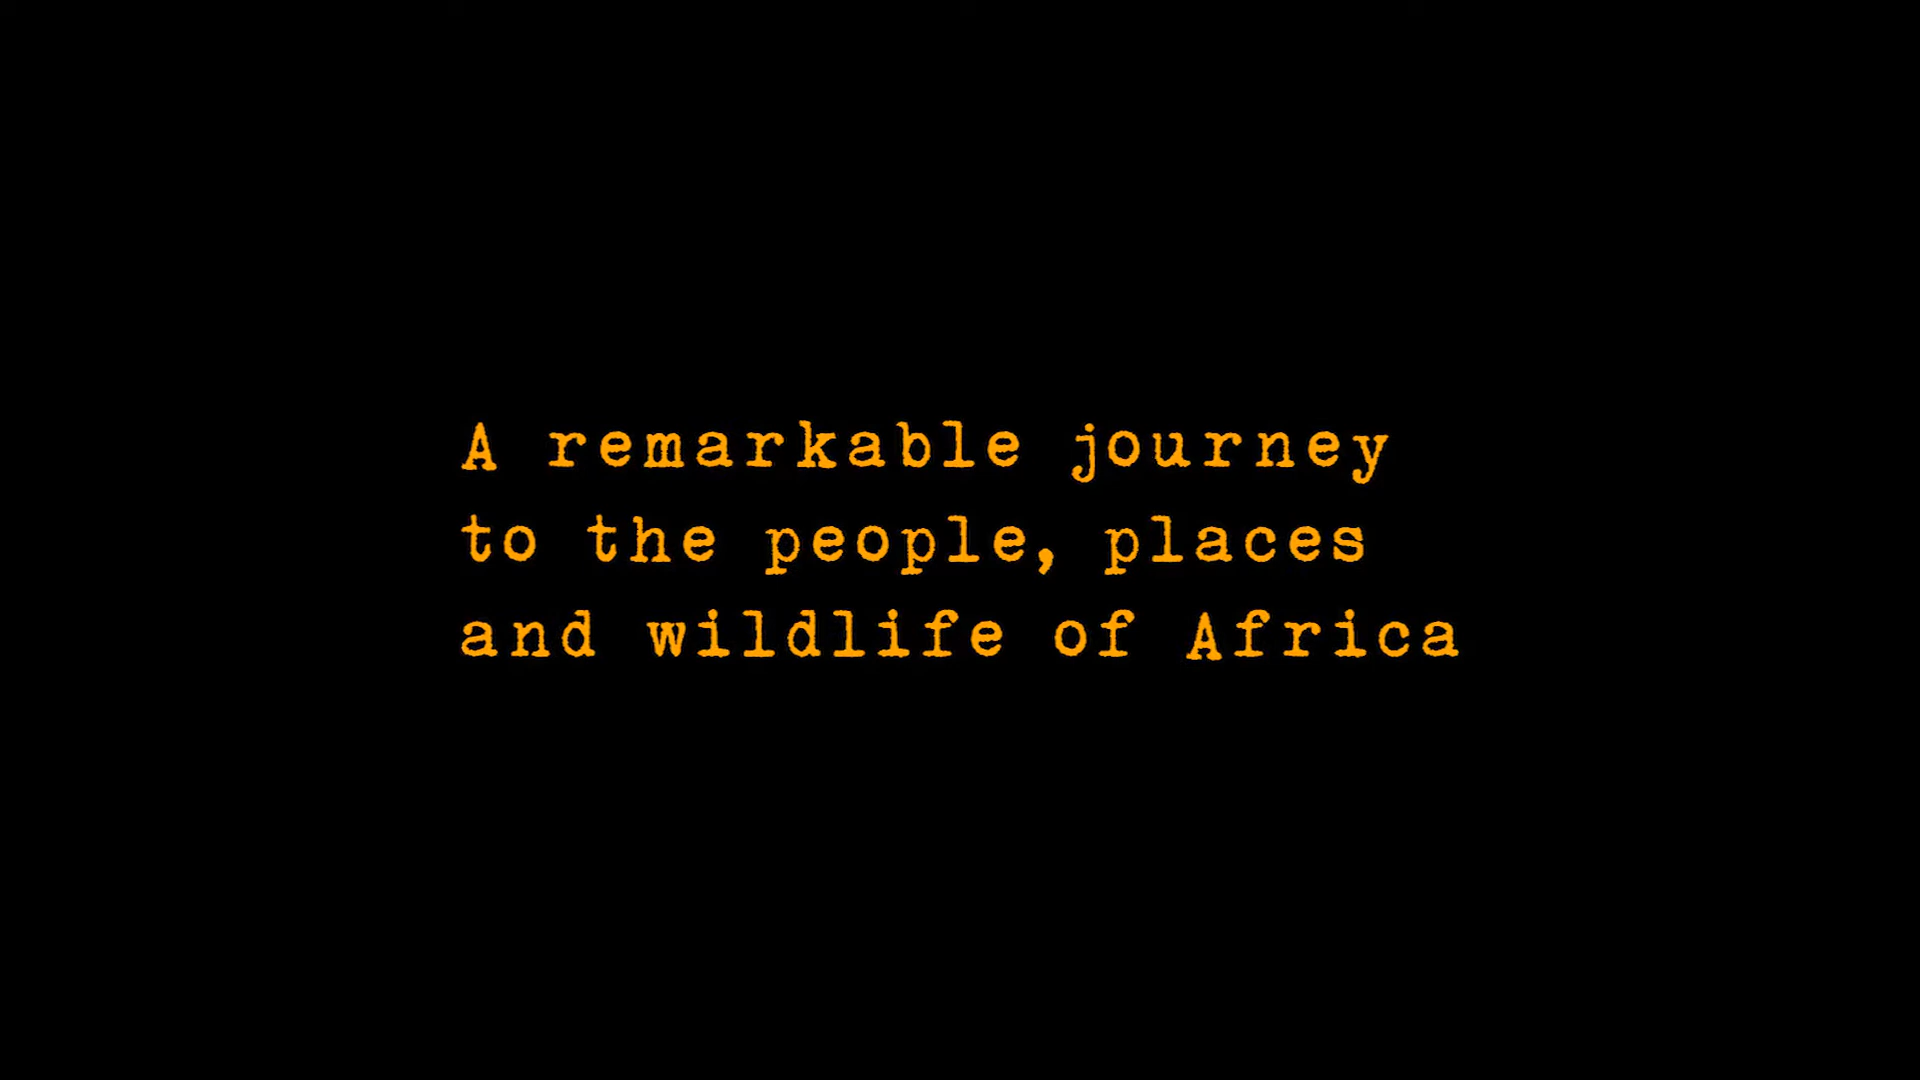 A remarkable journey
to the people, places
and wildlife of Africa